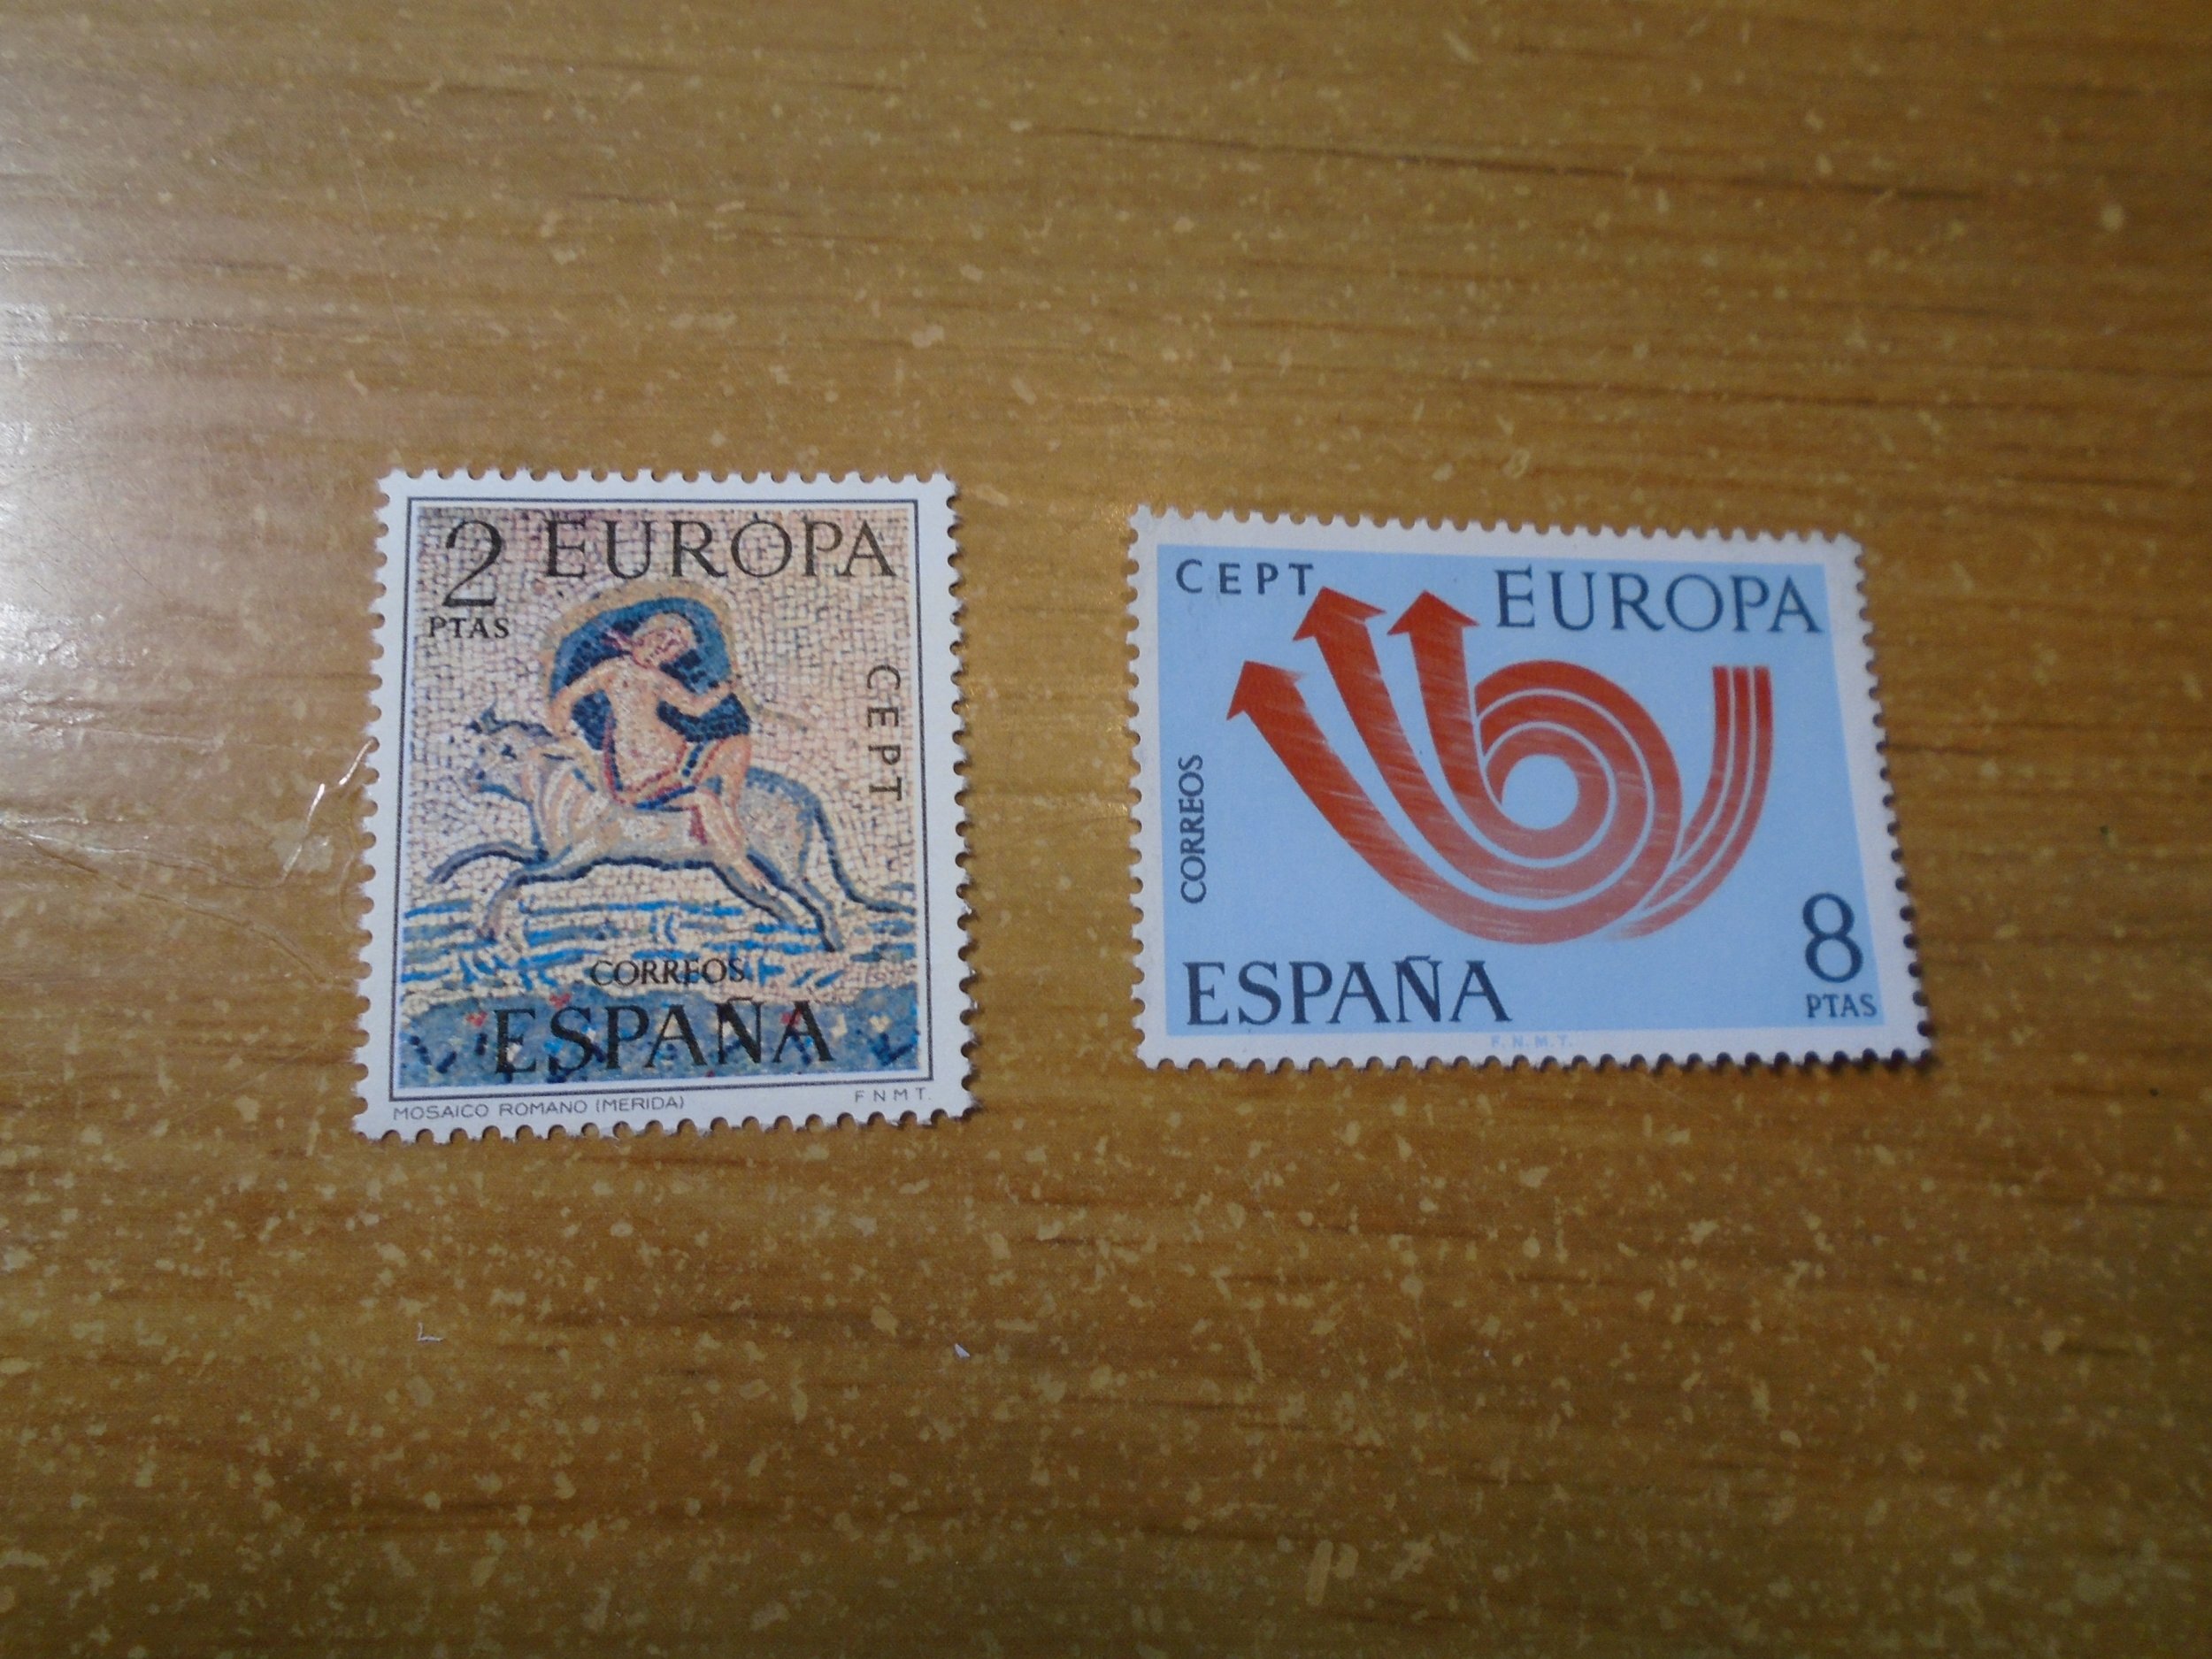 2 EUROPA
PTAS
CEPT
CORREOS
ESPAÑA
MOSAICO ROMANO (MERIDA)
F N M T.
CEPT
EUROPA
CORREOS
ESPAÑA
8
PTAS
F. N. M. T.